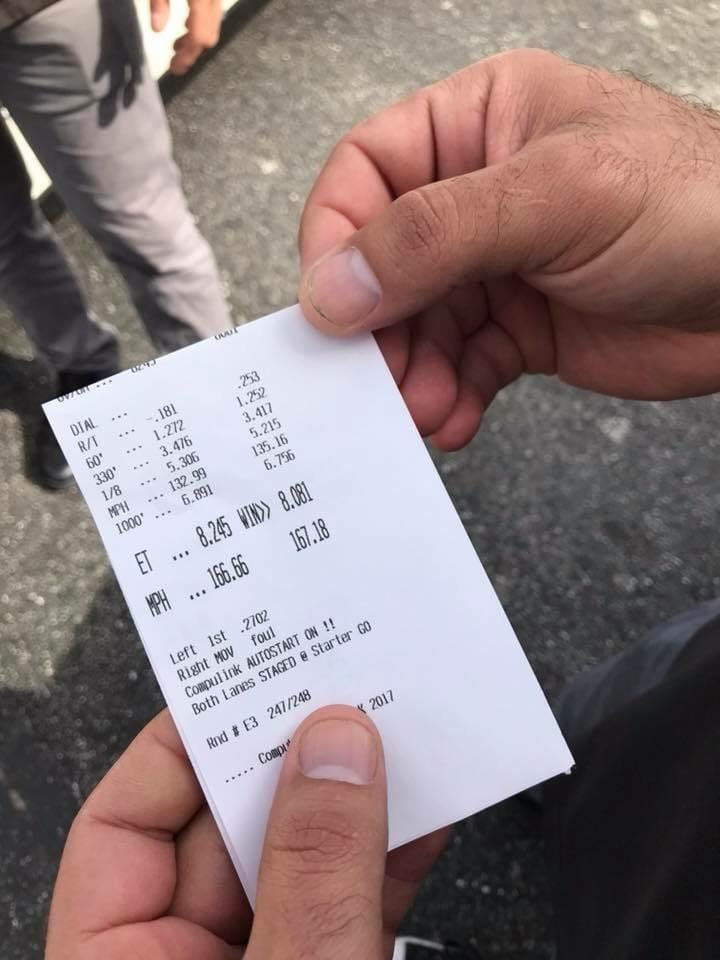 DIAL ...
R/T ... -.181 .253
60' ... 1.272 1.252
330' ... 3.476 3.417
1/8 ... 5.306 5.215
MPH ... 132.99 135.16
1000' ... 6.891 6.756
ET ... 8.245 WIN>> 8.081
MPH ... 166.66 167.18
Left 1st .2702
Right MOV foul
Compulink AUTOSTART ON !!
Both Lanes STAGED @ Starter GO
Rnd # E3 247/248
..... 2017